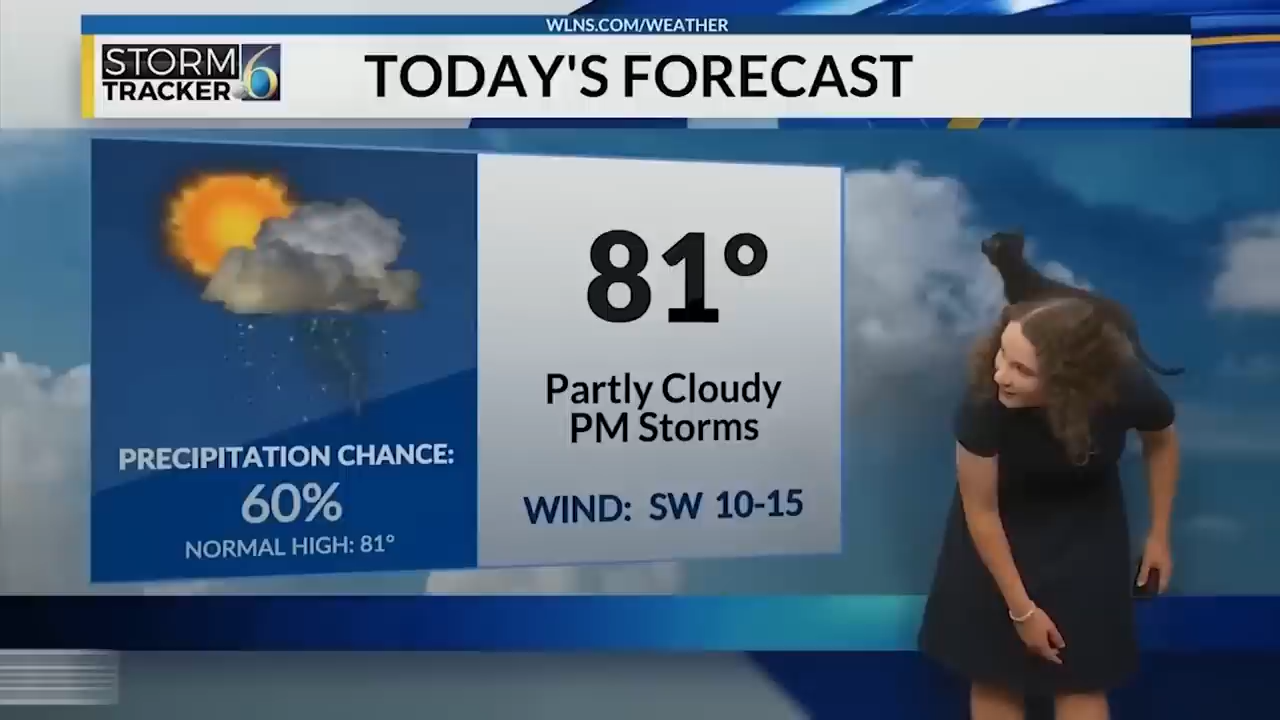 WLNS.COM/WEATHER
STORM
TRACKER 6
TODAY'S FORECAST
PRECIPITATION CHANCE:
60%
NORMAL HIGH: 81°
81°
Partly Cloudy
PM Storms
WIND: SW 10-15